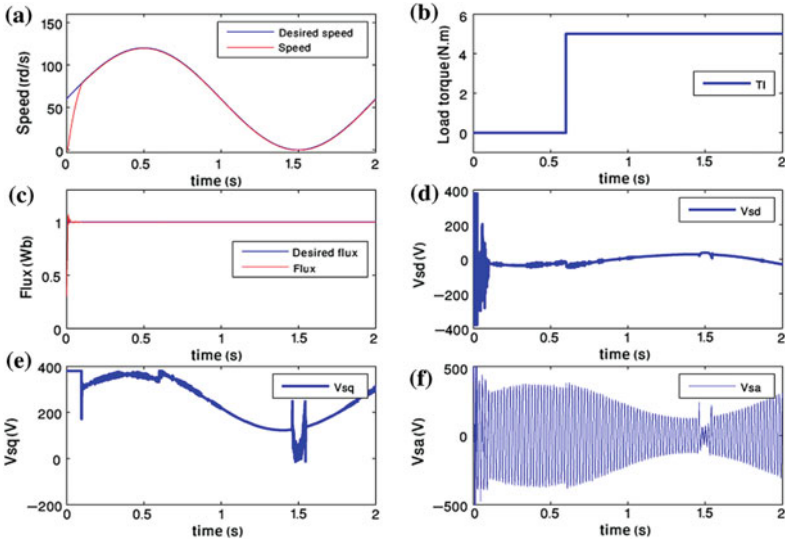 (a)
150
100
50
0
Speed (rd/s)
Desired speed
Speed
0 0.5 1 1.5 2
time (s)
(b)
6
4
2
0
Load torque(N.m)
Tl
0 0.5 1 1.5 2
time (s)
(c)
1
0.5
0
Flux (Wb)
Desired flux
Flux
0 0.5 1 1.5 2
time (s)
(d)
400
200
0
−200
−400
Vsd (V)
Vsd
0 0.5 1 1.5 2
time (s)
(e)
400
200
0
−200
Vsq (V)
Vsq
0 0.5 1 1.5 2
time (s)
(f)
500
0
−500
Vsa (V)
Vsa
0 0.5 1 1.5 2
time (s)